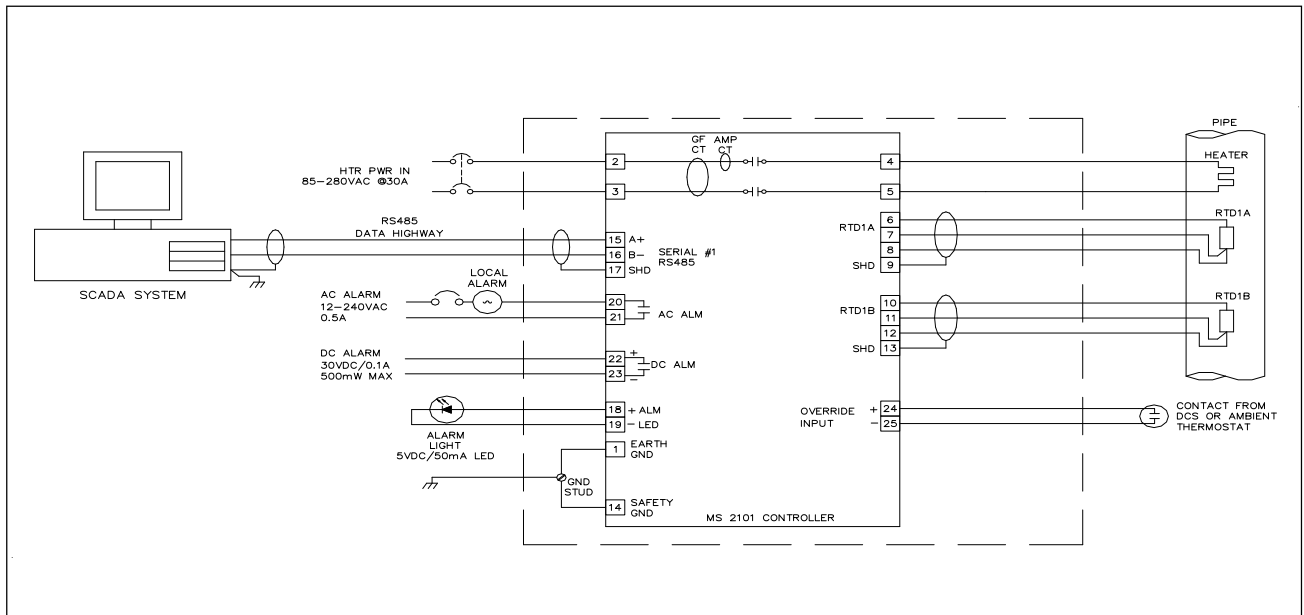 GF AMP
CT CT
PIPE
HEATER
HTR PWR IN
85-280VAC @30A
2
3
4
5
RS485
DATA HIGHWAY
15 A+
16 B-
17 SHD
SERIAL #1
RS485
SCADA SYSTEM
RTD1A
6
7
8
SHD 9
RTD1A
LOCAL
ALARM
AC ALARM
12-240VAC
0.5A
20
21
AC ALM
RTD1B
10
11
12
SHD 13
RTD1B
DC ALARM
30VDC/0.1A
500mW MAX
22 +
23 -
DC ALM
18 + ALM
19 - LED
ALARM
LIGHT
5VDC/50mA LED
OVERRIDE
INPUT
+ 24
- 25
CONTACT FROM
DCS OR AMBIENT
THERMOSTAT
1 EARTH
GND
GND
STUD
14 SAFETY
GND
MS 2101 CONTROLLER